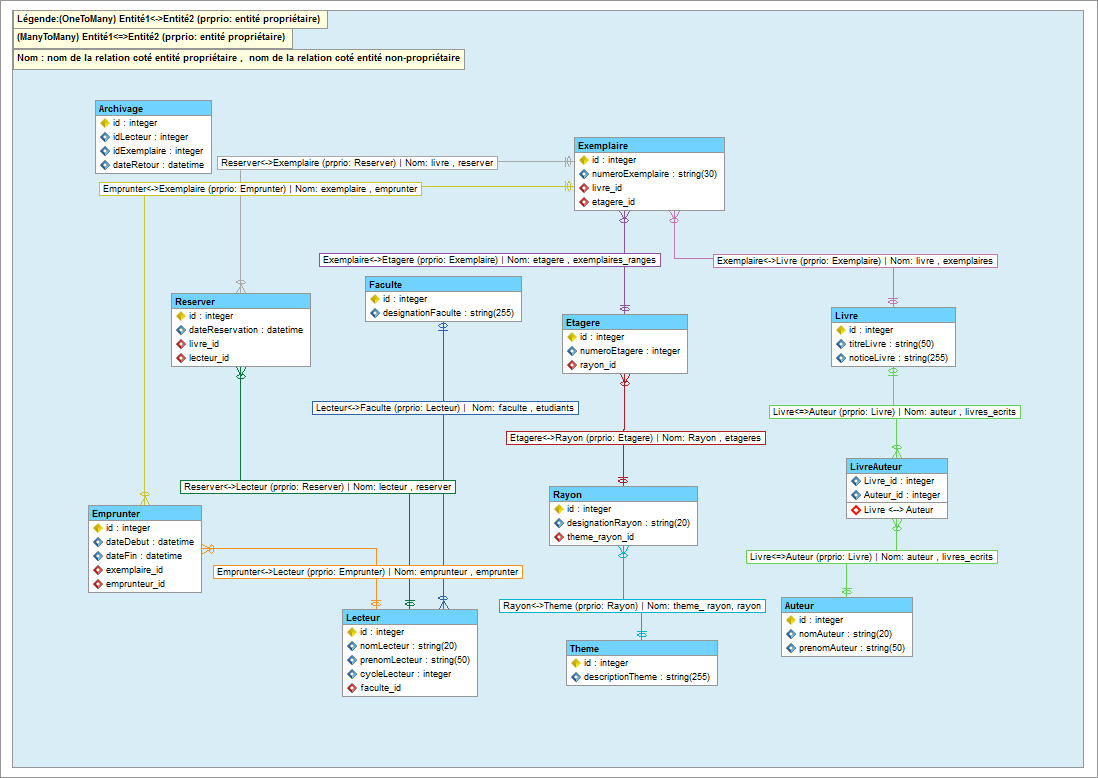 Légende:(OneToMany) Entité1<->Entité2 (prprio: entité propriétaire)
(ManyToMany) Entité1<=>Entité2 (prprio: entité propriétaire)
Nom : nom de la relation coté entité propriétaire , nom de la relation coté entité non-propriétaire
Archivage
id : integer
idLecteur : integer
idExemplaire : integer
dateRetour : datetime
Exemplaire
id : integer
numeroExemplaire : string(30)
livre_id
etagere_id
Reserver<->Exemplaire (prprio: Reserver) | Nom: livre , reserver
Emprunter<->Exemplaire (prprio: Emprunter) | Nom: exemplaire , emprunter
Exemplaire<->Etagere (prprio: Exemplaire) | Nom: etagere , exemplaires_ranges
Exemplaire<->Livre (prprio: Exemplaire) | Nom: livre , exemplaires
Reserver
id : integer
dateReservation : datetime
livre_id
lecteur_id
Faculte
id : integer
designationFaculte : string(255)
Etagere
id : integer
numeroEtagere : integer
rayon_id
Livre
id : integer
titreLivre : string(50)
noticeLivre : string(255)
Lecteur<->Faculte (prprio: Lecteur) | Nom: faculte , etudiants
Livre<=>Auteur (prprio: Livre) | Nom: auteur , livres_ecrits
Etagere<->Rayon (prprio: Etagere) | Nom: Rayon , etageres
LivreAuteur
Livre_id : integer
Auteur_id : integer
Livre <--> Auteur
Reserver<->Lecteur (prprio: Reserver) | Nom: lecteur , reserver
Rayon
id : integer
designationRayon : string(20)
theme_rayon_id
Emprunter
id : integer
dateDebut : datetime
dateFin : datetime
exemplaire_id
emprunteur_id
Livre<=>Auteur (prprio: Livre) | Nom: auteur , livres_ecrits
Emprunter<->Lecteur (prprio: Emprunter) | Nom: emprunteur , emprunter
Rayon<->Theme (prprio: Rayon) | Nom: theme_ rayon, rayon
Lecteur
id : integer
nomLecteur : string(20)
prenomLecteur : string(50)
cycleLecteur : integer
faculte_id
Theme
id : integer
descriptionTheme : string(255)
Auteur
id : integer
nomAuteur : string(20)
prenomAuteur : string(50)